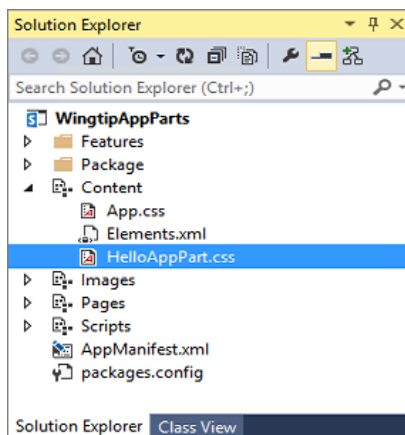 Solution Explorer
Search Solution Explorer (Ctrl+;)
WingtipAppParts
Features
Package
Content
App.css
Elements.xml
HelloAppPart.css
Images
Pages
Scripts
AppManifest.xml
packages.config
Solution Explorer Class View